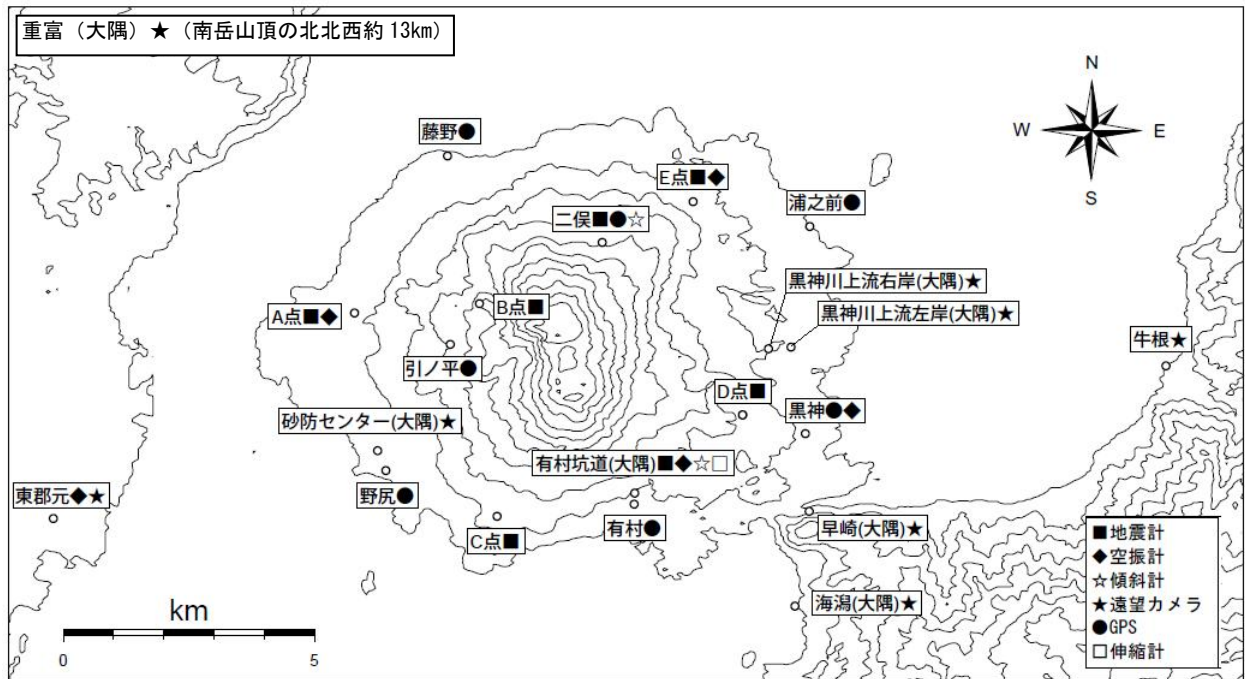 重富（大隅）★（南岳山頂の北北西約13km）
N
W E
S
藤野●
E点■◆
浦之前●
二俣■●☆
黒神川上流右岸(大隅)★
B点■
A点■◆
黒神川上流左岸(大隅)★
牛根★
引ノ平●
D点■
黒神●◆
砂防センター(大隅)★
有村坑道(大隅)■◆☆□
東郡元◆★
野尻●
有村●
早崎(大隅)★
C点■
■地震計
◆空振計
☆傾斜計
★遠望カメラ
●GPS
□伸縮計
海潟(大隅)★
km
0 5